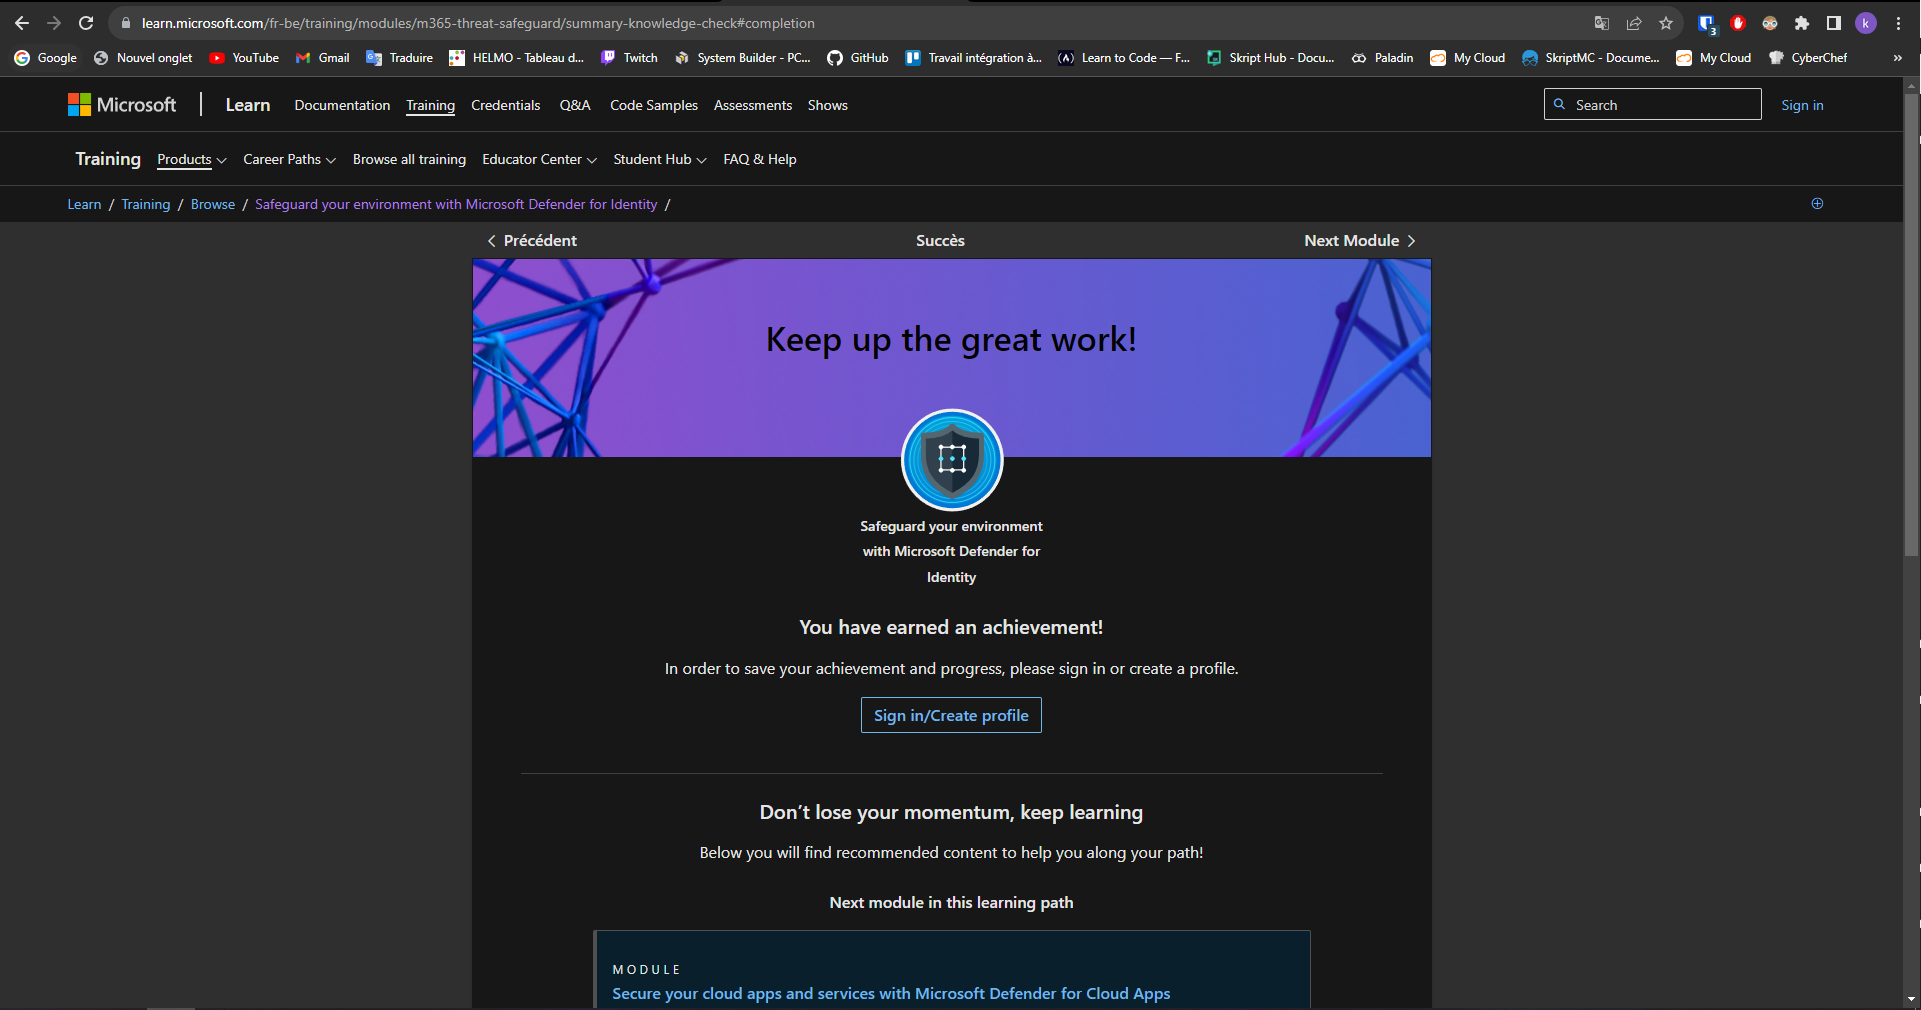 learn.microsoft.com/fr-be/training/modules/m365-threat-safeguard/summary-knowledge-check#completion
3
k
Google
Nouvel onglet
YouTube
Gmail
Traduire
HELMO - Tableau d...
Twitch
System Builder - PC...
GitHub
Travail intégration à...
Learn to Code — F...
Skript Hub - Docu...
Paladin
My Cloud
SkriptMC - Docume...
My Cloud
CyberChef
»
Microsoft
Learn
Documentation
Training
Credentials
Q&A
Code Samples
Assessments
Shows
Search
Sign in
Training
Products
Career Paths
Browse all training
Educator Center
Student Hub
FAQ & Help
Learn / Training / Browse / Safeguard your environment with Microsoft Defender for Identity /
Précédent
Succès
Next Module
Keep up the great work!
Safeguard your environment
with Microsoft Defender for
Identity
You have earned an achievement!
In order to save your achievement and progress, please sign in or create a profile.
Sign in/Create profile
Don’t lose your momentum, keep learning
Below you will find recommended content to help you along your path!
Next module in this learning path
MODULE
Secure your cloud apps and services with Microsoft Defender for Cloud Apps